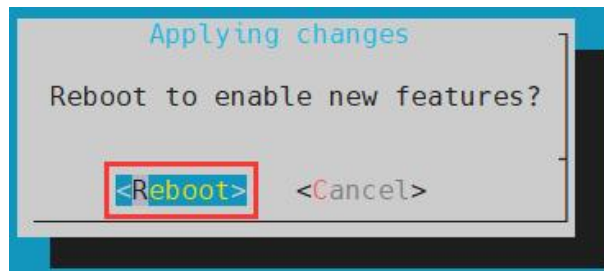 Applying changes
Reboot to enable new features?
<Reboot> <Cancel>